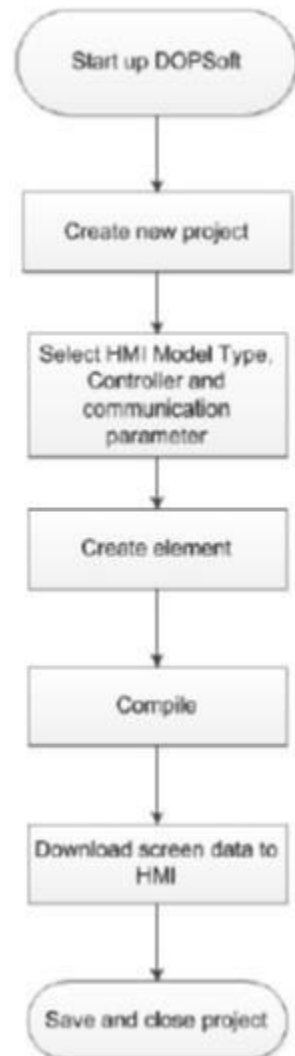 Start up DOPSoft
Create new project
Select HMI Model Type,
Controller and
communication
parameter
Create element
Compile
Download screen data to
HMI
Save and close project